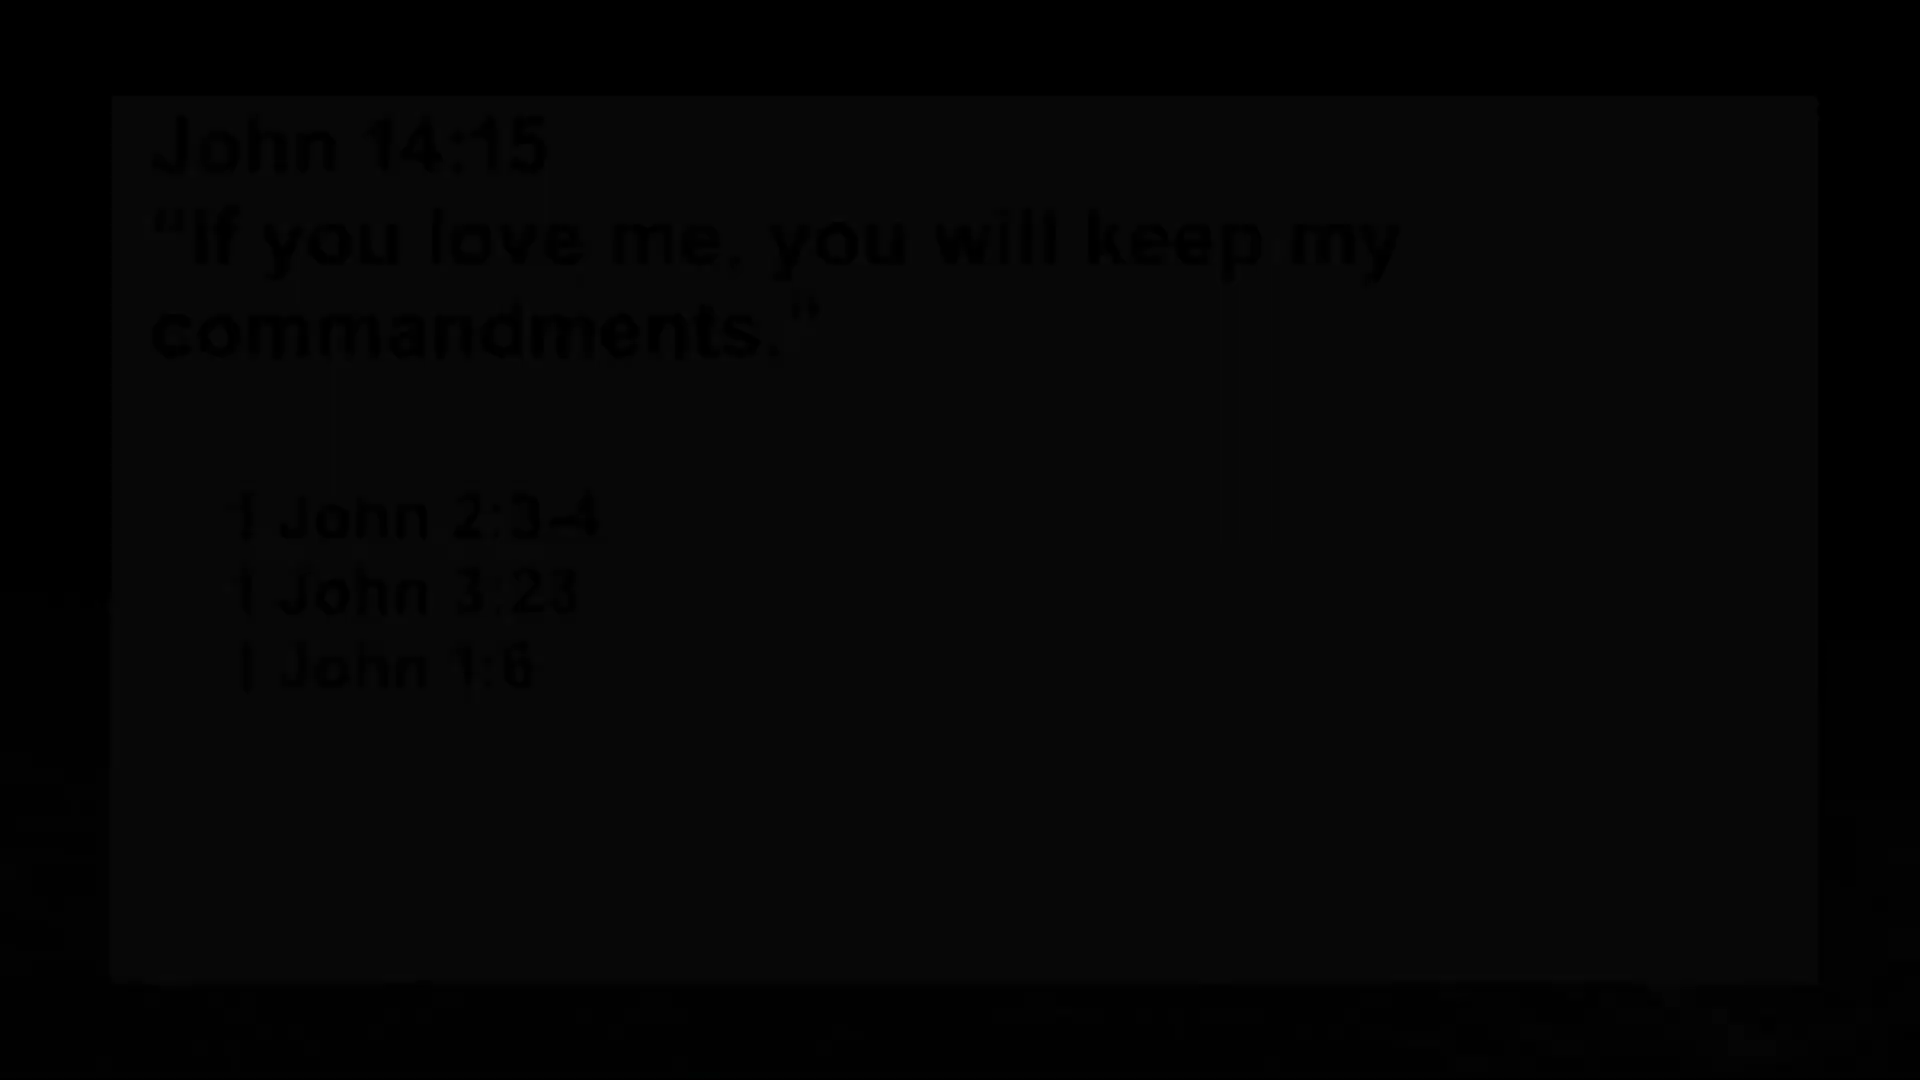 John 14:15
"If you love me, you will keep my
commandments."
I John 2:3-4
I John 3:23
I John 1:6